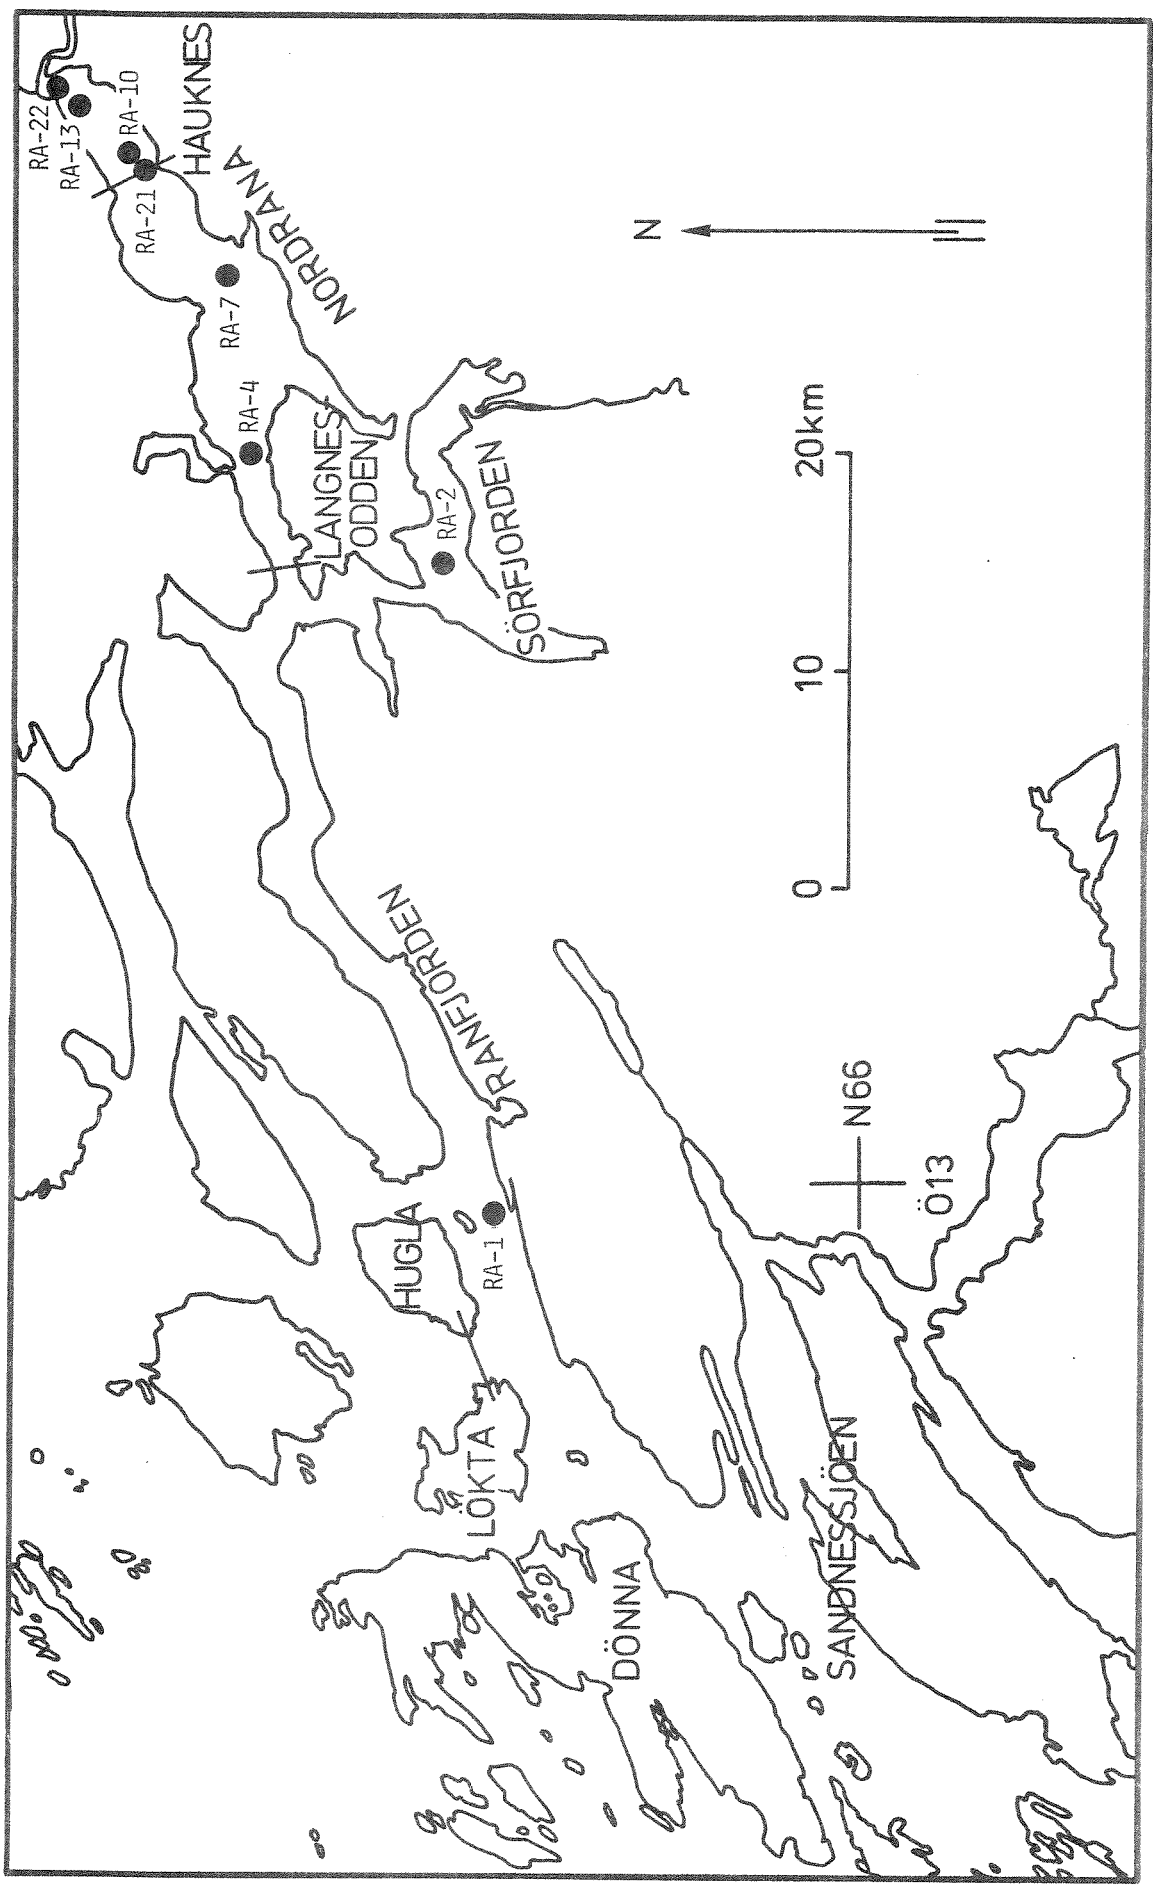 RA-22
RA-13
RA-10
RA-21
HAUKNES
NORDRANA
RA-7
RA-4
LANGNES-
ODDEN
RA-2
SÖRFJORDEN
N
20km
10
0
RANFJORDEN
HUGLA
RA-1
N66
Ö13
LÖKTA
DÖNNA
SANDNESSJÖEN